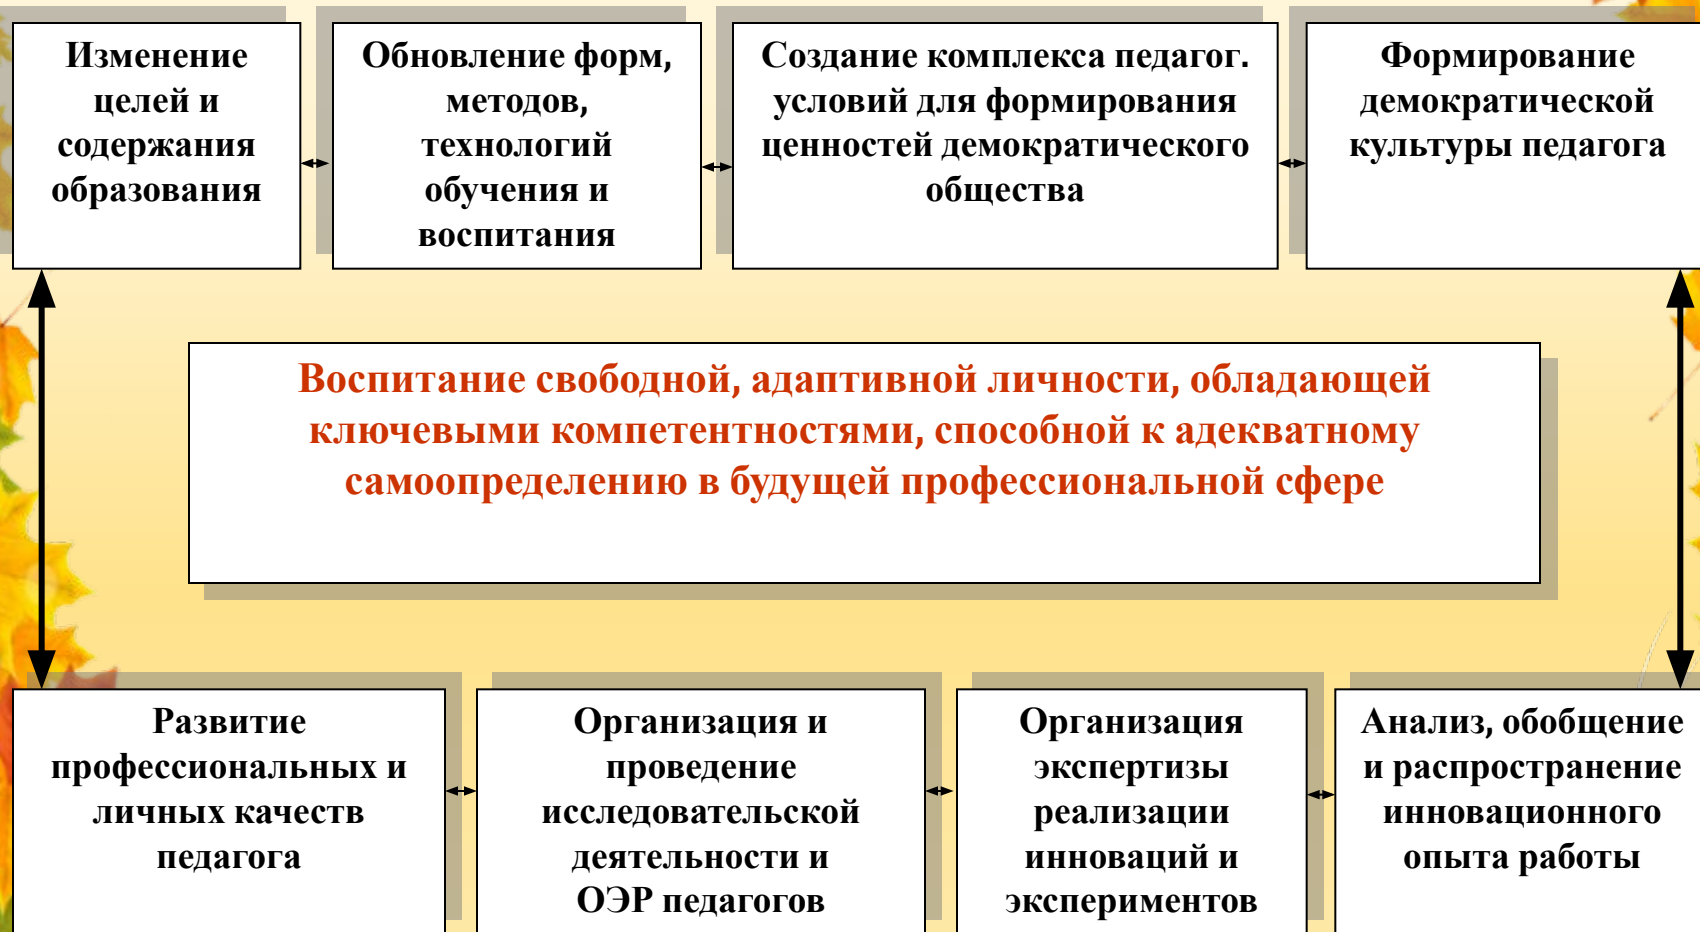 Изменение
целей и
содержания
образования
Обновление форм,
методов,
технологий
обучения и
воспитания
Создание комплекса педагог.
условий для формирования
ценностей демократического
общества
Формирование
демократической
культуры педагога
Воспитание свободной, адаптивной личности, обладающей
ключевыми компетентностями, способной к адекватному
самоопределению в будущей профессиональной сфере
Развитие
профессиональных и
личных качеств
педагога
Организация и
проведение
исследовательской
деятельности и
ОЭР педагогов
Организация
экспертизы
реализации
инноваций и
экспериментов
Анализ, обобщение
и распространение
инновационного
опыта работы